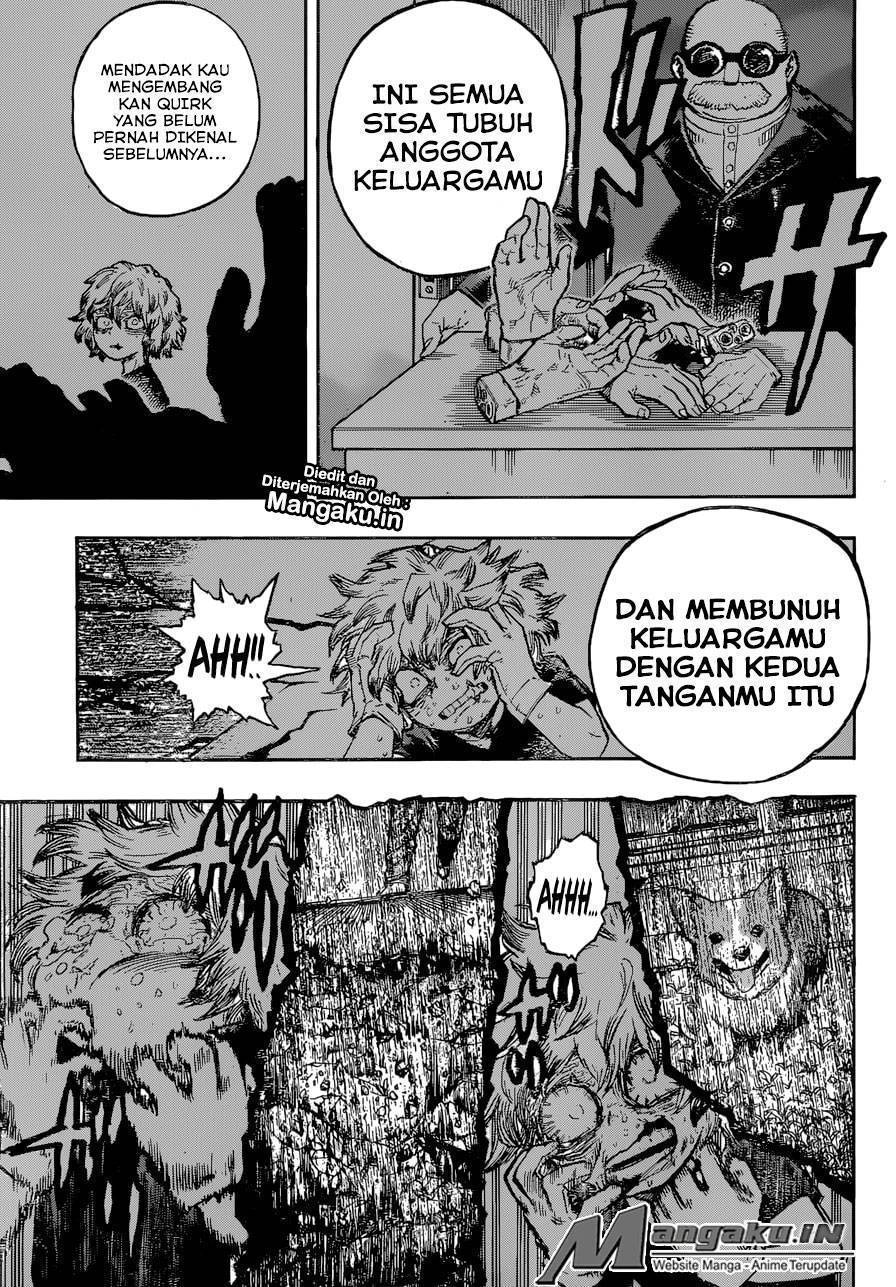 INI SEMUA
SISA TUBUH
ANGGOTA
KELUARGAMU
MENDADAK KAU
MENGEMBANG
KAN QUIRK
YANG BELUM
PERNAH DIKENAL
SEBELUMNYA...
Diedit dan
Diterjemahkan Oleh :
Mangaku.in
DAN MEMBUNUH
KELUARGAMU
DENGAN KEDUA
TANGANMU ITU
AHH!!
AHHH...
Mangaku.IN
Website Manga - Anime Terupdate